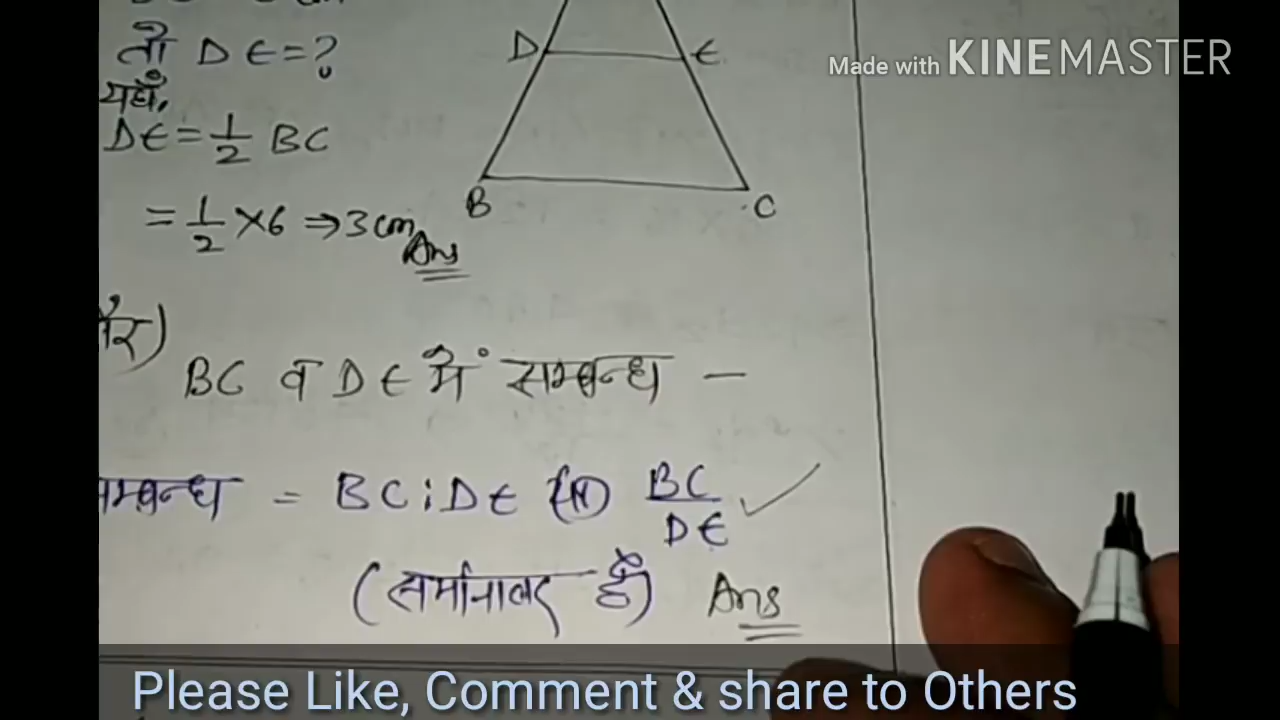 तो DE=?
Made with KINEMASTER
D
E
यहाँ,
DE=1/2 BC
B
C
=1/2×6 ⇒3cm
Ans
BC व DE में सम्बन्ध —
सम्बन्ध = BC:DE (या) BC/DE ✓
(समानान्तर है) Ans
Please Like, Comment & share to Others